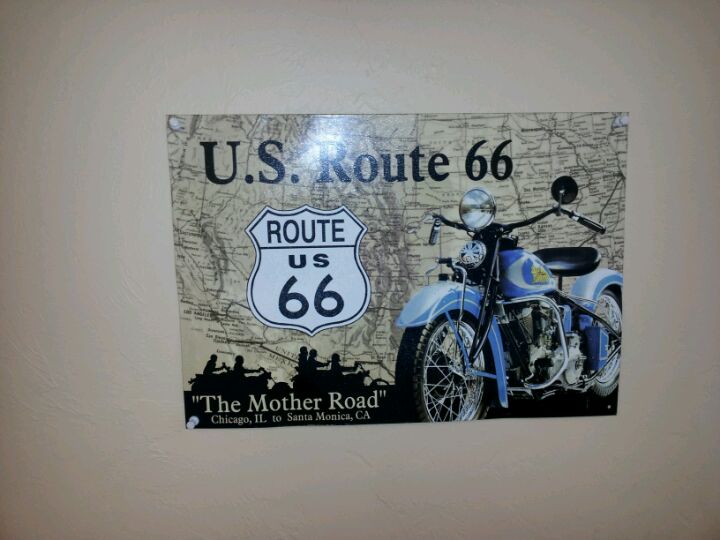 U.S. Route 66
ROUTE
US
66
"The Mother Road"
Chicago, IL to Santa Monica, CA